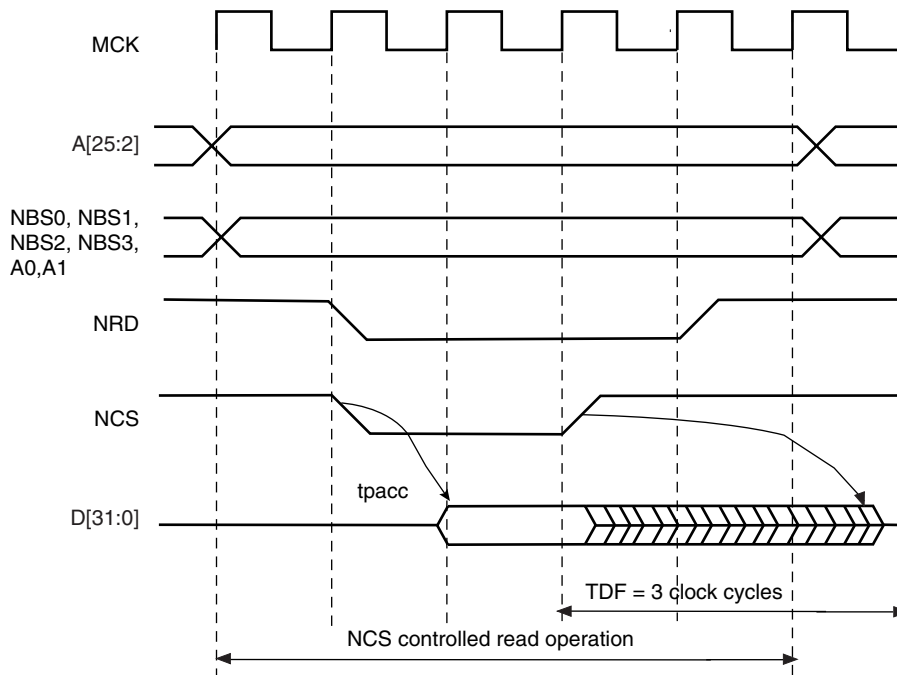 MCK
A[25:2]
NBS0, NBS1,
NBS2, NBS3,
A0,A1
NRD
NCS
tpacc
D[31:0]
TDF = 3 clock cycles
NCS controlled read operation